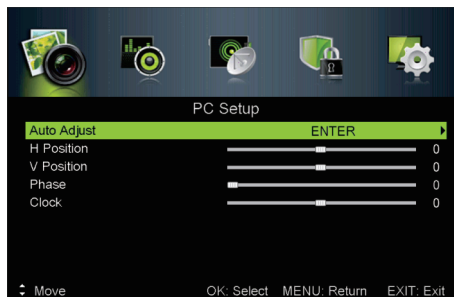 PC Setup
Auto Adjust ENTER
H Position 0
V Position 0
Phase 0
Clock 0
Move OK: Select MENU: Return EXIT: Exit